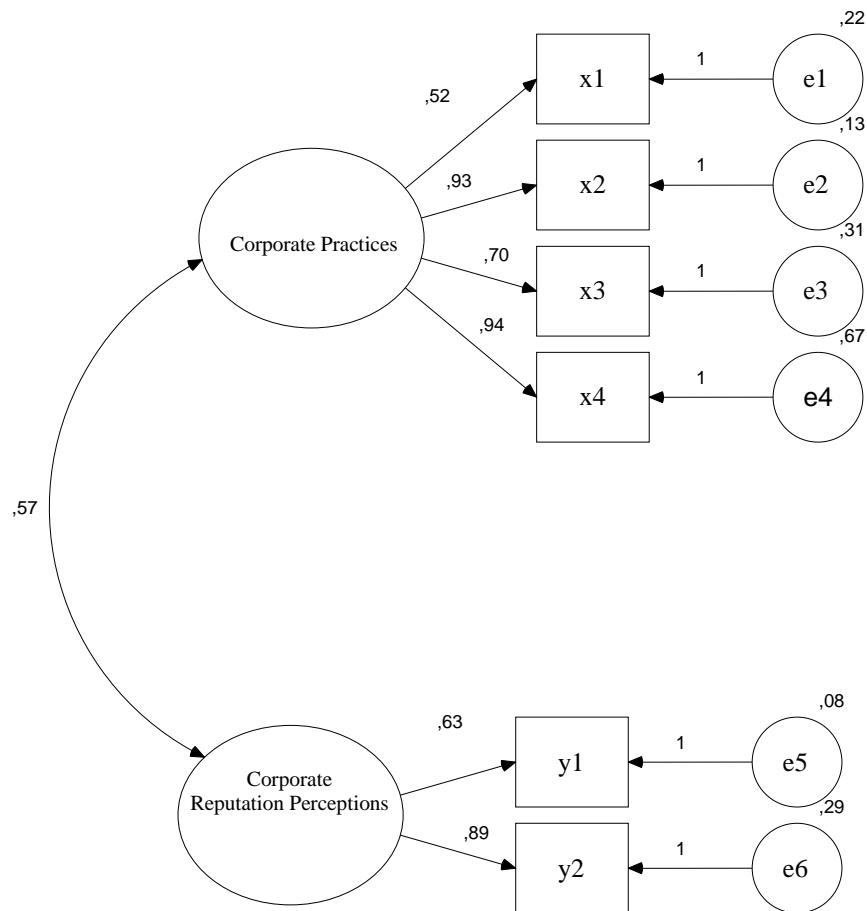 ,22
1
x1
e1
,52
,13
,93
1
x2
e2
,31
Corporate Practices
,70
1
x3
e3
,94
,67
1
x4
e4
,57
,08
,63
1
y1
e5
Corporate
Reputation Perceptions
,29
,89
1
y2
e6